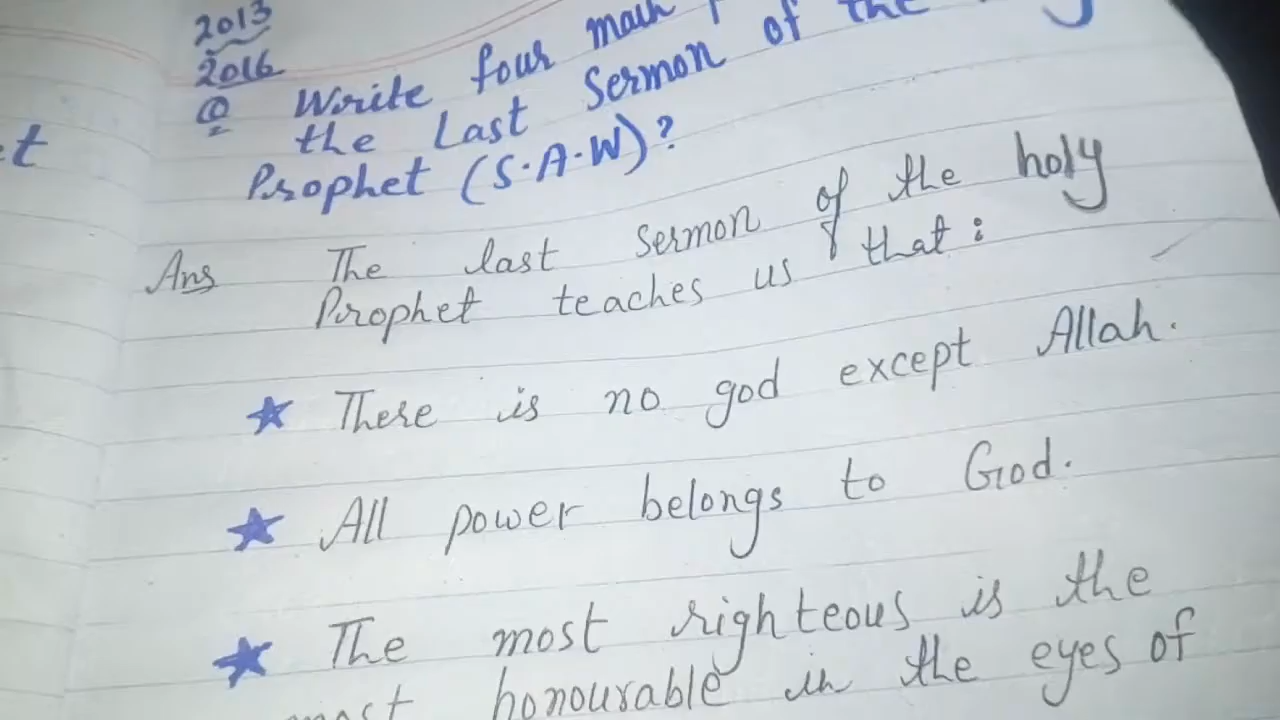 2013
2016
Q Write four main
the Last Sermon of the
Prophet (S.A.W)?
Ans The last sermon of the holy
Prophet teaches us that:
★ There is no god except Allah.
★ All power belongs to God.
★ The most righteous is the
most honourable in the eyes of